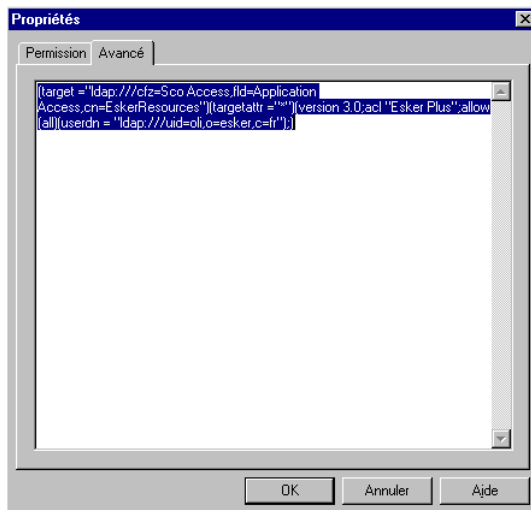 Propriétés
Permission
Avancé
(target ="ldap:///cfz=Sco Access,fld=Application
Access,cn=EskerResources")(targetattr ="*")(version 3.0;acl "Esker Plus";allow
(all)(userdn = "ldap:///uid=oli,o=esker,c=fr");)
OK
Annuler
Aide